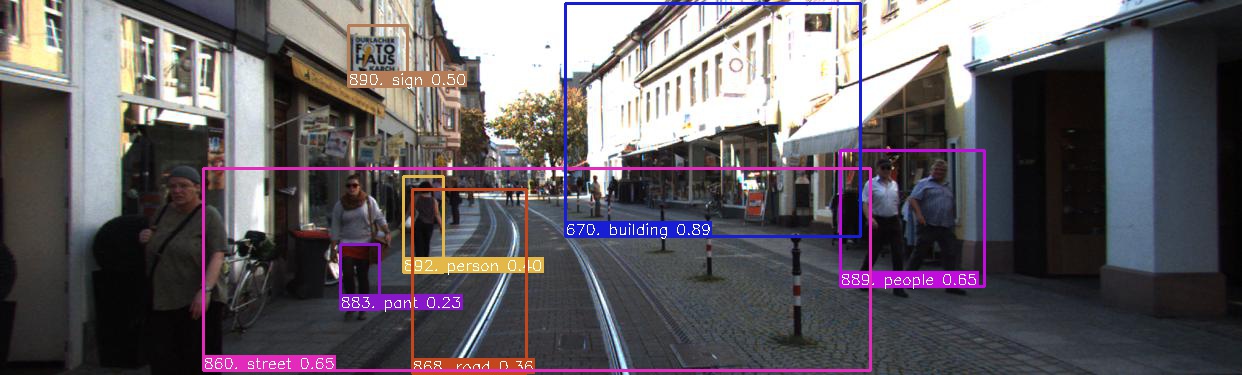 DURLACHER
FOTO
HAUS
KARCH
890. sign 0.50
670. building 0.89
892. person 0.40
889. people 0.65
883. pant 0.23
860. street 0.65
868. road 0.36